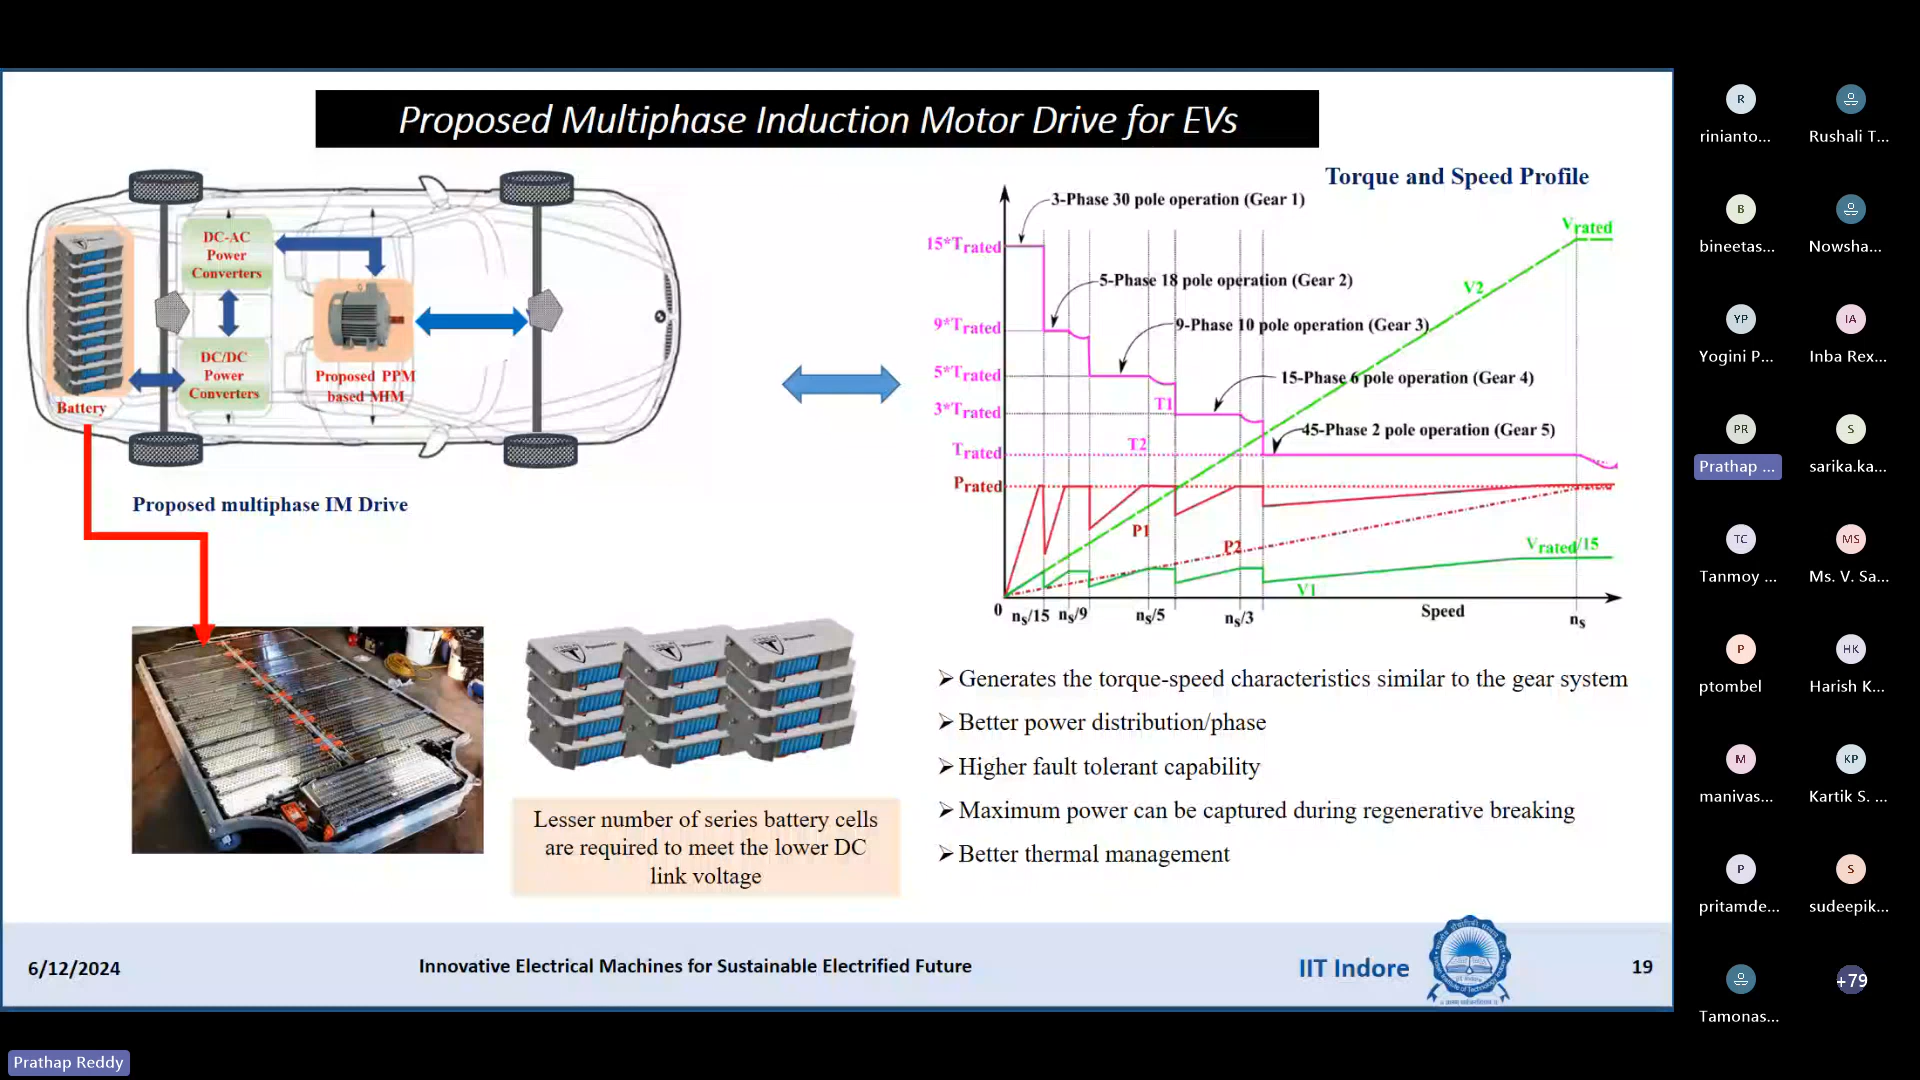 Proposed Multiphase Induction Motor Drive for EVs
DC-AC
Power
Converters
DC/DC
Power
Converters
Proposed PPM
based MIM
Battery
Proposed multiphase IM Drive
Torque and Speed Profile
3-Phase 30 pole operation (Gear 1)
5-Phase 18 pole operation (Gear 2)
9-Phase 10 pole operation (Gear 3)
15-Phase 6 pole operation (Gear 4)
45-Phase 2 pole operation (Gear 5)
15*Trated
9*Trated
5*Trated
3*Trated
Trated
Prated
Vrated
V2
T1
T2
P1
P2
Vrated/15
V1
0
ns/15
ns/9
ns/5
ns/3
Speed
ns
Lesser number of series battery cells
are required to meet the lower DC
link voltage
➢ Generates the torque-speed characteristics similar to the gear system
➢ Better power distribution/phase
➢ Higher fault tolerant capability
➢ Maximum power can be captured during regenerative breaking
➢ Better thermal management
6/12/2024
Innovative Electrical Machines for Sustainable Electrified Future
IIT Indore
19
R
rinianto...
Rushali T...
B
bineetas...
Nowsha...
YP
Yogini P...
IA
Inba Rex...
PR
Prathap ...
S
sarika.ka...
TC
Tanmoy ...
MS
Ms. V. Sa...
P
ptombel
HK
Harish K...
M
manivas...
KP
Kartik S. ...
P
pritamde...
S
sudeepik...
Tamonas...
+79
Prathap Reddy